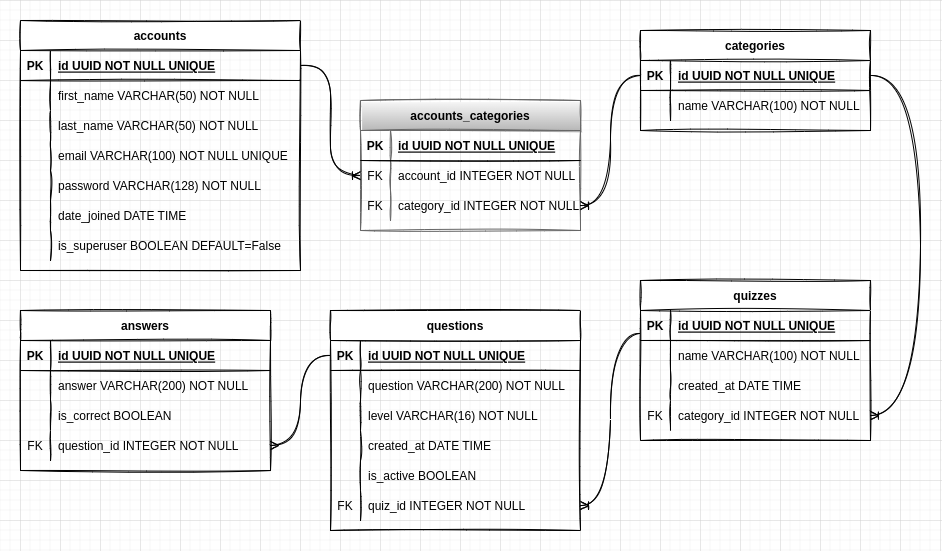 accounts
PK id UUID NOT NULL UNIQUE
first_name VARCHAR(50) NOT NULL
last_name VARCHAR(50) NOT NULL
email VARCHAR(100) NOT NULL UNIQUE
password VARCHAR(128) NOT NULL
date_joined DATE TIME
is_superuser BOOLEAN DEFAULT=False
accounts_categories
PK id UUID NOT NULL UNIQUE
FK account_id INTEGER NOT NULL
FK category_id INTEGER NOT NULL
categories
PK id UUID NOT NULL UNIQUE
name VARCHAR(100) NOT NULL
answers
PK id UUID NOT NULL UNIQUE
answer VARCHAR(200) NOT NULL
is_correct BOOLEAN
FK question_id INTEGER NOT NULL
questions
PK id UUID NOT NULL UNIQUE
question VARCHAR(200) NOT NULL
level VARCHAR(16) NOT NULL
created_at DATE TIME
is_active BOOLEAN
FK quiz_id INTEGER NOT NULL
quizzes
PK id UUID NOT NULL UNIQUE
name VARCHAR(100) NOT NULL
created_at DATE TIME
FK category_id INTEGER NOT NULL